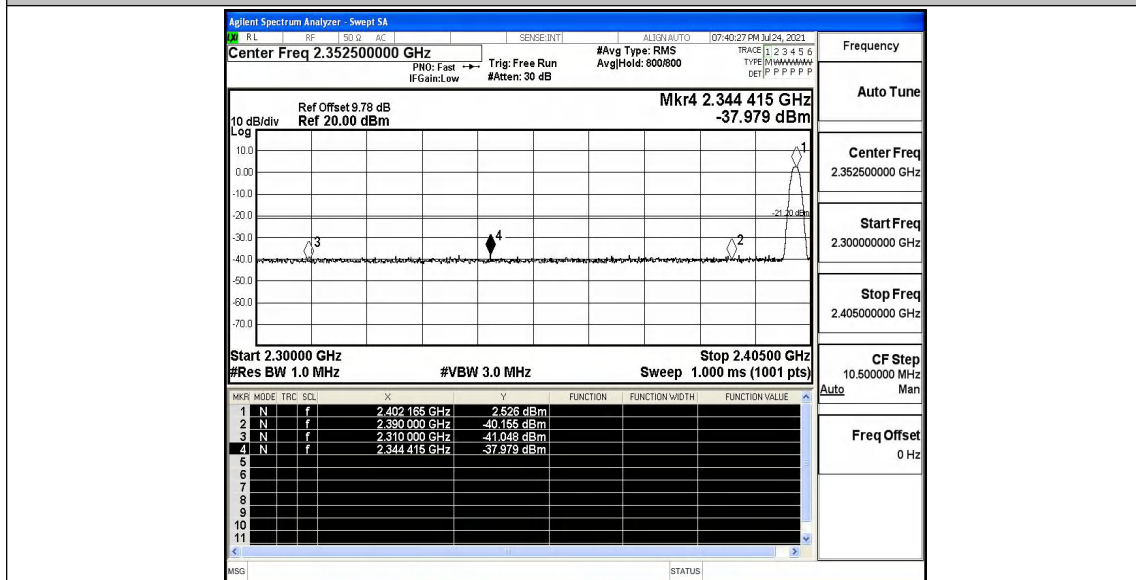 Agilent Spectrum Analyzer - Swept SA
LXI RL RF 50 Ω AC SENSE:INT ALIGN AUTO 07:40:27 PM Jul 24, 2021
Center Freq 2.352500000 GHz
PNO: Fast
IFGain:Low
Trig: Free Run
#Atten: 30 dB
#Avg Type: RMS
Avg|Hold: 800/800
TRACE 1 2 3 4 5 6
TYPE MWWWWW
DET P P P P P P
Ref Offset 9.78 dB
10 dB/div Ref 20.00 dBm
Log
Mkr4 2.344 415 GHz
-37.979 dBm
10.0
0.00
-10.0
-20.0
-30.0
-40.0
-50.0
-60.0
-70.0
1
2
3
4
-21.20 dBm
Start 2.30000 GHz Stop 2.40500 GHz
#Res BW 1.0 MHz #VBW 3.0 MHz Sweep 1.000 ms (1001 pts)
MKR MODE TRC SCL X Y FUNCTION FUNCTION WIDTH FUNCTION VALUE
1 N f 2.402 165 GHz 2.526 dBm
2 N f 2.390 000 GHz -40.155 dBm
3 N f 2.310 000 GHz -41.048 dBm
4 N f 2.344 415 GHz -37.979 dBm
5
6
7
8
9
10
11
MSG STATUS
Frequency
Auto Tune
Center Freq
2.352500000 GHz
Start Freq
2.300000000 GHz
Stop Freq
2.405000000 GHz
CF Step
10.500000 MHz
Auto Man
Freq Offset
0 Hz